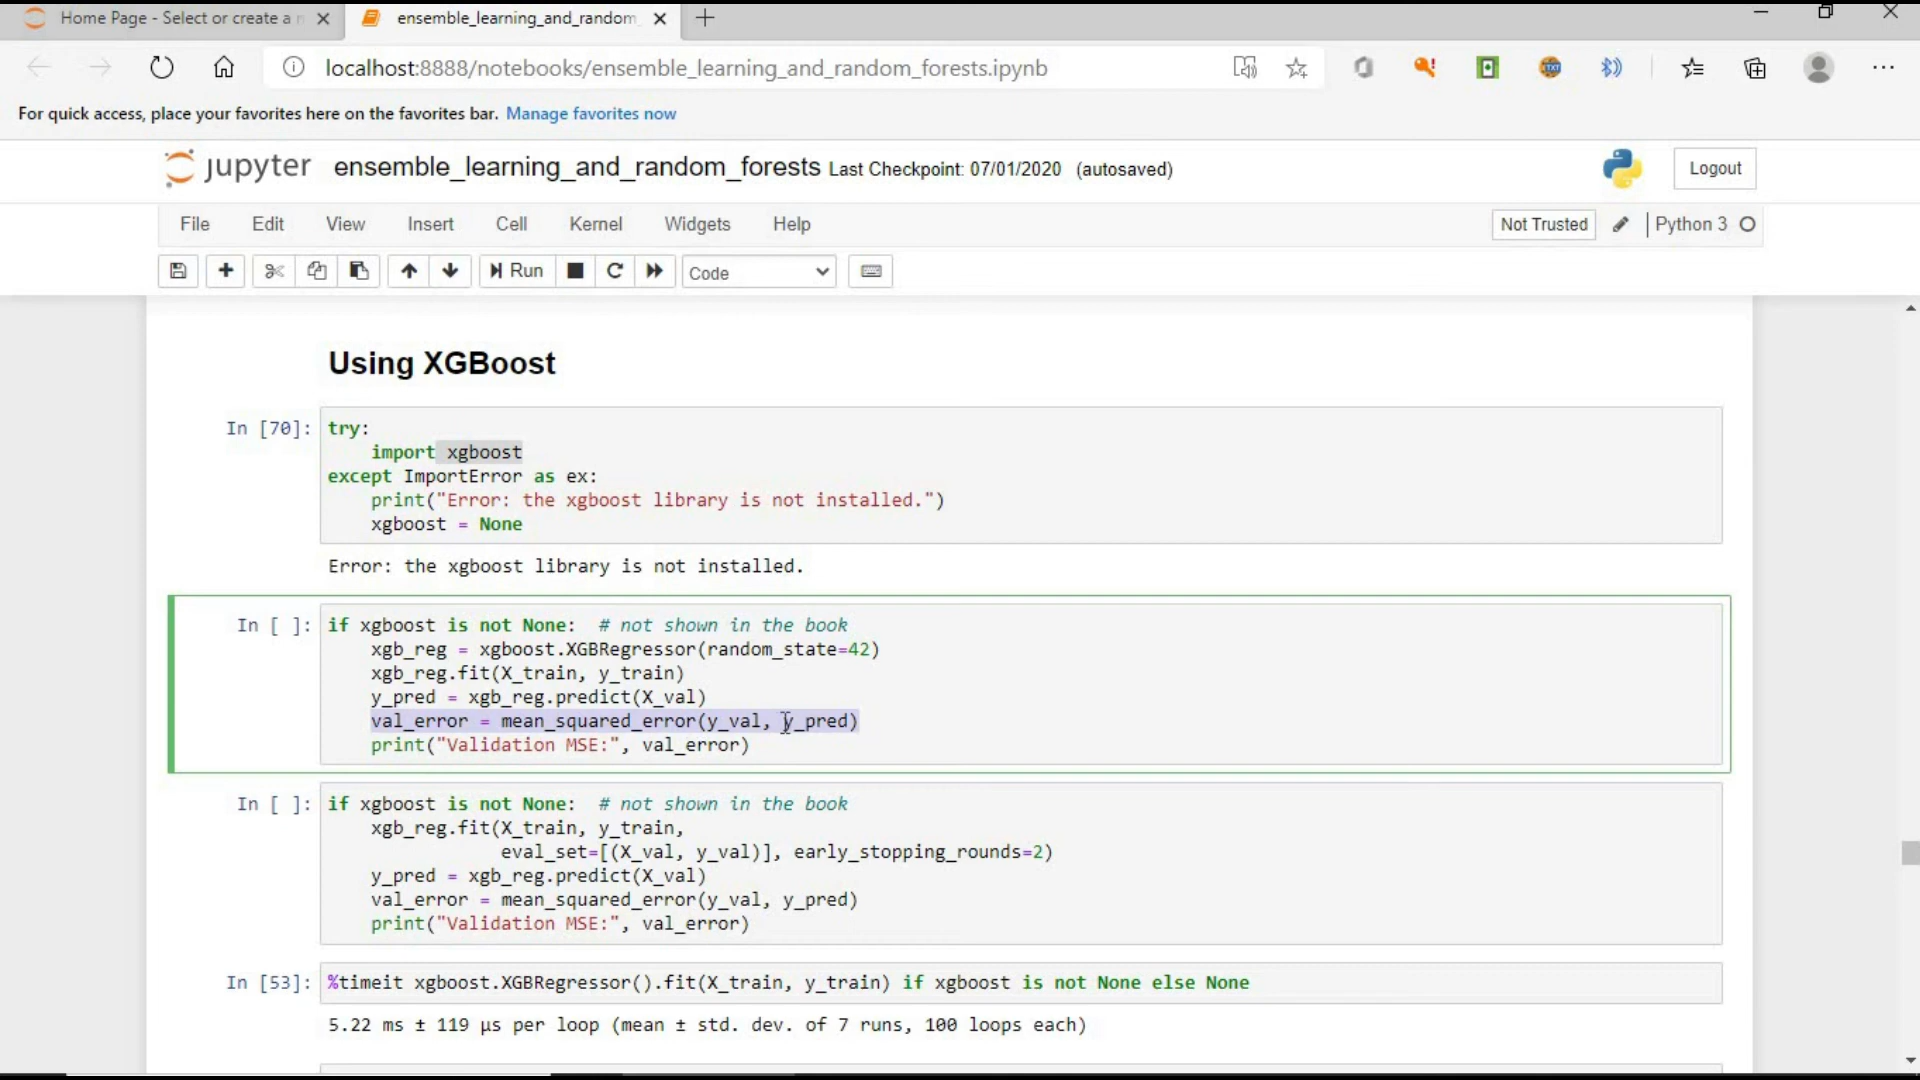 Home Page - Select or create a n
ensemble_learning_and_random_
localhost:8888/notebooks/ensemble_learning_and_random_forests.ipynb
For quick access, place your favorites here on the favorites bar. Manage favorites now
jupyter ensemble_learning_and_random_forests Last Checkpoint: 07/01/2020 (autosaved)
Logout
File Edit View Insert Cell Kernel Widgets Help
Not Trusted Python 3
Run Code
Using XGBoost
In [70]: try:
    import xgboost
except ImportError as ex:
    print("Error: the xgboost library is not installed.")
    xgboost = None
Error: the xgboost library is not installed.
In [ ]: if xgboost is not None:  # not shown in the book
    xgb_reg = xgboost.XGBRegressor(random_state=42)
    xgb_reg.fit(X_train, y_train)
    y_pred = xgb_reg.predict(X_val)
    val_error = mean_squared_error(y_val, y_pred)
    print("Validation MSE:", val_error)
In [ ]: if xgboost is not None:  # not shown in the book
    xgb_reg.fit(X_train, y_train,
                eval_set=[(X_val, y_val)], early_stopping_rounds=2)
    y_pred = xgb_reg.predict(X_val)
    val_error = mean_squared_error(y_val, y_pred)
    print("Validation MSE:", val_error)
In [53]: %timeit xgboost.XGBRegressor().fit(X_train, y_train) if xgboost is not None else None
5.22 ms ± 119 µs per loop (mean ± std. dev. of 7 runs, 100 loops each)